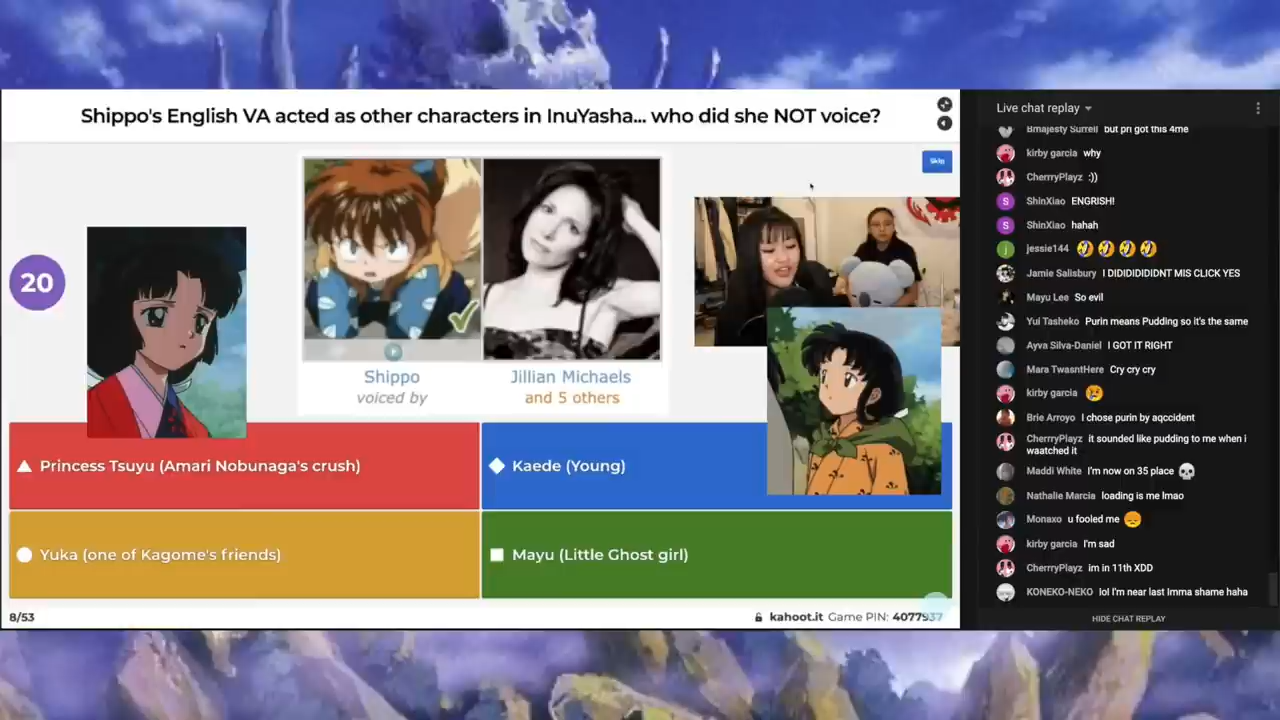 Shippo's English VA acted as other characters in InuYasha... who did she NOT voice?
Skip
20
Shippo
voiced by
Jillian Michaels
and 5 others
Princess Tsuyu (Amari Nobunaga's crush)
Kaede (Young)
Yuka (one of Kagome's friends)
Mayu (Little Ghost girl)
8/53
kahoot.it Game PIN: 4077937
Live chat replay
Bmajesty Surrell but pri got this 4me
kirby garcia why
CherrryPlayz :))
S ShinXiao ENGRISH!
S ShinXiao hahah
j jessie144 🤣🤣🤣🤣
Jamie Salisbury I DIDIDIDIDIDNT MIS CLICK YES
Mayu Lee So evil
Yui Tasheko Purin means Pudding so it's the same
Ayva Silva-Daniel I GOT IT RIGHT
Mara TwasntHere Cry cry cry
kirby garcia 😢
Brie Arroyo I chose purin by aqccident
CherrryPlayz it sounded like pudding to me when i
waatched it
Maddi White I'm now on 35 place 💀
Nathalie Marcia loading is me lmao
Monaxo u fooled me 😞
kirby garcia I'm sad
CherrryPlayz im in 11th XDD
KONEKO-NEKO lol I'm near last Imma shame haha
HIDE CHAT REPLAY